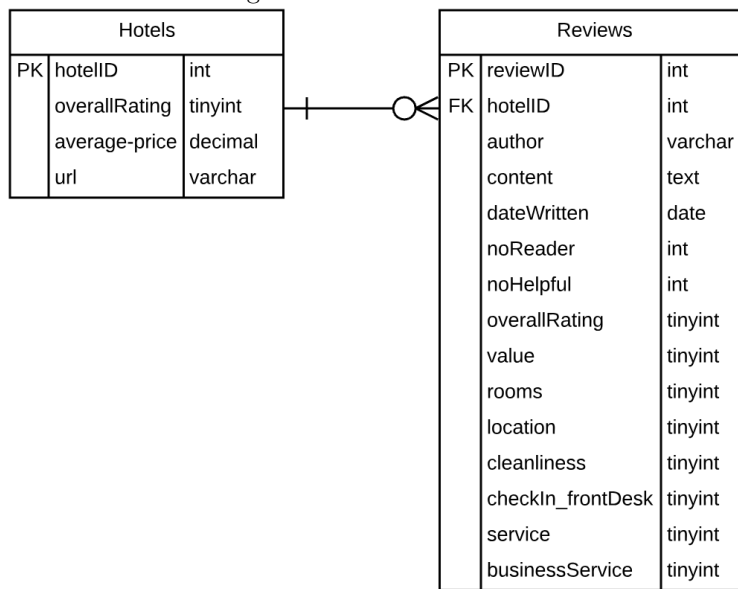 Hotels
PK hotelID int
overallRating tinyint
average-price decimal
url varchar
Reviews
PK reviewID int
FK hotelID int
author varchar
content text
dateWritten date
noReader int
noHelpful int
overallRating tinyint
value tinyint
rooms tinyint
location tinyint
cleanliness tinyint
checkIn_frontDesk tinyint
service tinyint
businessService tinyint